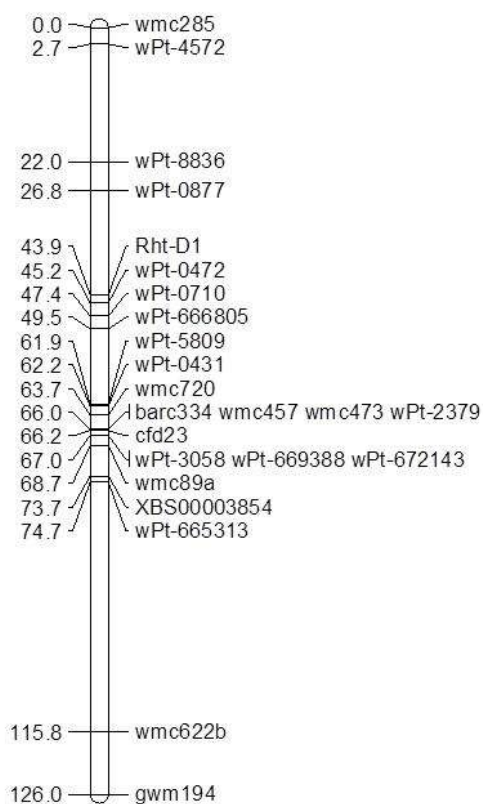 0.0 wmc285
2.7 wPt-4572
22.0 wPt-8836
26.8 wPt-0877
43.9 Rht-D1
45.2 wPt-0472
47.4 wPt-0710
49.5 wPt-666805
61.9 wPt-5809
62.2 wPt-0431
63.7 wmc720
66.0 barc334 wmc457 wmc473 wPt-2379
66.2 cfd23
67.0 wPt-3058 wPt-669388 wPt-672143
68.7 wmc89a
73.7 XBS00003854
74.7 wPt-665313
115.8 wmc622b
126.0 gwm194